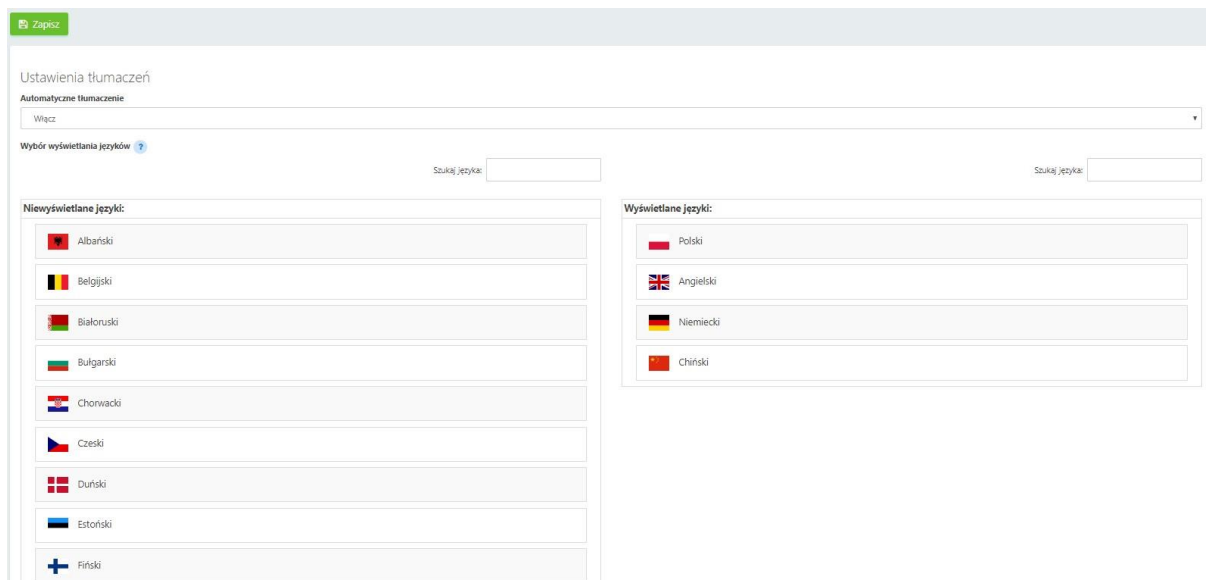 Zapisz
Ustawienia tłumaczeń
Automatyczne tłumaczenie
Włącz
Wybór wyświetlania języków ?
Szukaj języka:
Szukaj języka:
Niewyświetlane języki:
Albański
Belgijski
Białoruski
Bułgarski
Chorwacki
Czeski
Duński
Estoński
Fiński
Wyświetlane języki:
Polski
Angielski
Niemiecki
Chiński